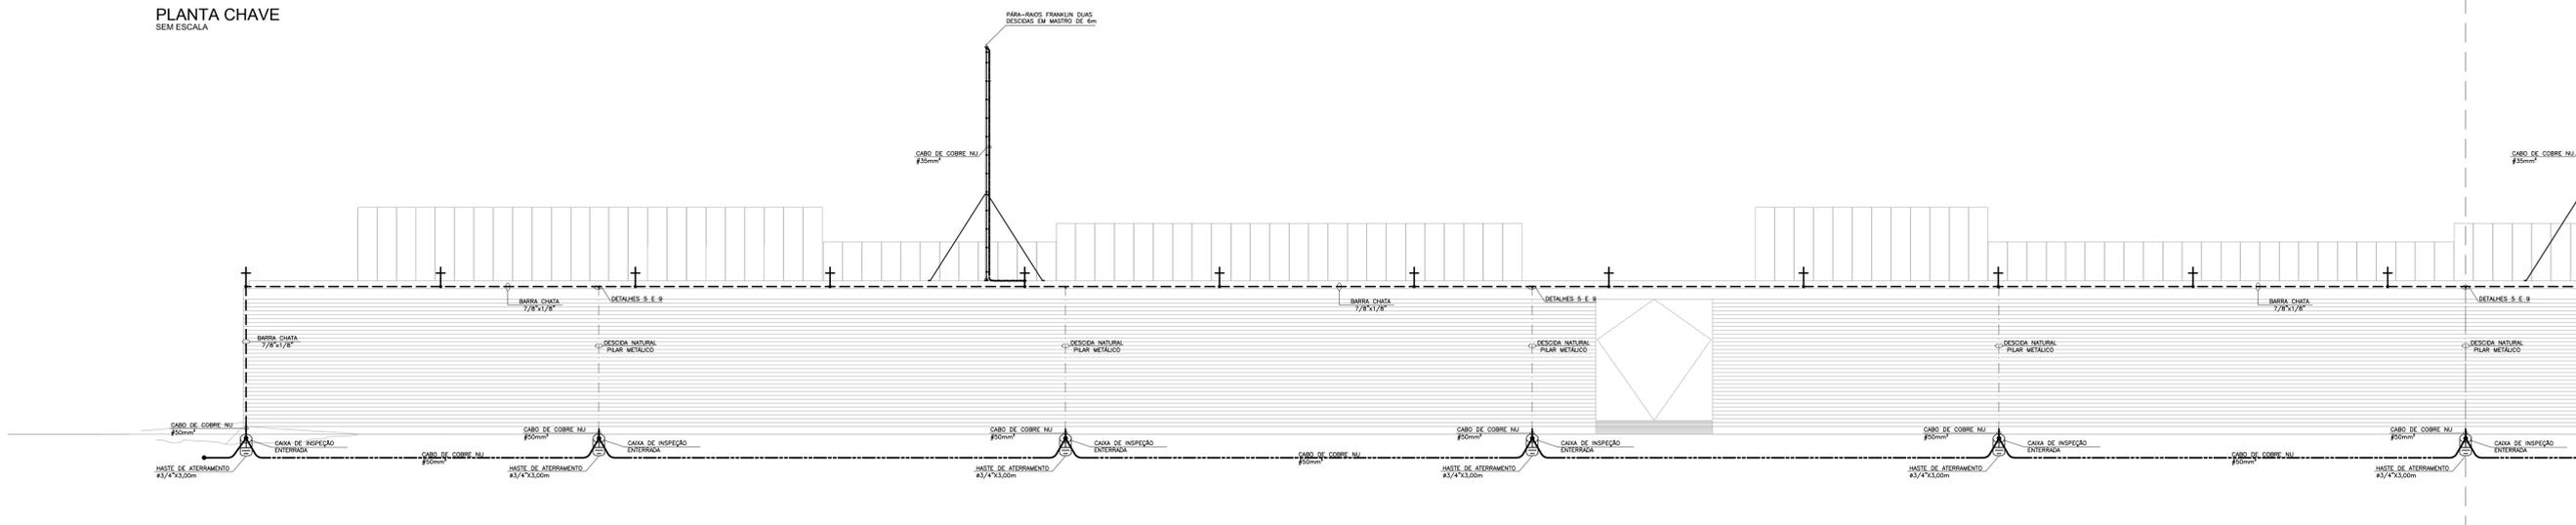 PLANTA CHAVE
SEM ESCALA
PÁRA-RAIOS FRANKLIN DUAS
DESCIDAS EM MASTRO DE 6m
CABO DE COBRE NU
#35mm²
CABO DE COBRE NU
#35mm²
BARRA CHATA
7/8"x1/8"
DETALHES 5 E 9
BARRA CHATA
7/8"x1/8"
DETALHES 5 E 9
BARRA CHATA
7/8"x1/8"
DETALHES 5 E 9
BARRA CHATA
7/8"x1/8"
DESCIDA NATURAL
PILAR METÁLICO
DESCIDA NATURAL
PILAR METÁLICO
DESCIDA NATURAL
PILAR METÁLICO
DESCIDA NATURAL
PILAR METÁLICO
DESCIDA NATURAL
PILAR METÁLICO
CABO DE COBRE NU
#50mm²
CABO DE COBRE NU
#50mm²
CABO DE COBRE NU
#50mm²
CABO DE COBRE NU
#50mm²
CABO DE COBRE NU
#50mm²
CABO DE COBRE NU
#50mm²
CAIXA DE INSPEÇÃO
ENTERRADA
CAIXA DE INSPEÇÃO
ENTERRADA
CAIXA DE INSPEÇÃO
ENTERRADA
CAIXA DE INSPEÇÃO
ENTERRADA
CAIXA DE INSPEÇÃO
ENTERRADA
CAIXA DE INSPEÇÃO
ENTERRADA
CABO DE COBRE NU
#50mm²
CABO DE COBRE NU
#50mm²
CABO DE COBRE NU
#50mm²
HASTE DE ATERRAMENTO
ø3/4"X3,00m
HASTE DE ATERRAMENTO
ø3/4"X3,00m
HASTE DE ATERRAMENTO
ø3/4"X3,00m
HASTE DE ATERRAMENTO
ø3/4"X3,00m
HASTE DE ATERRAMENTO
ø3/4"X3,00m
HASTE DE ATERRAMENTO
ø3/4"X3,00m